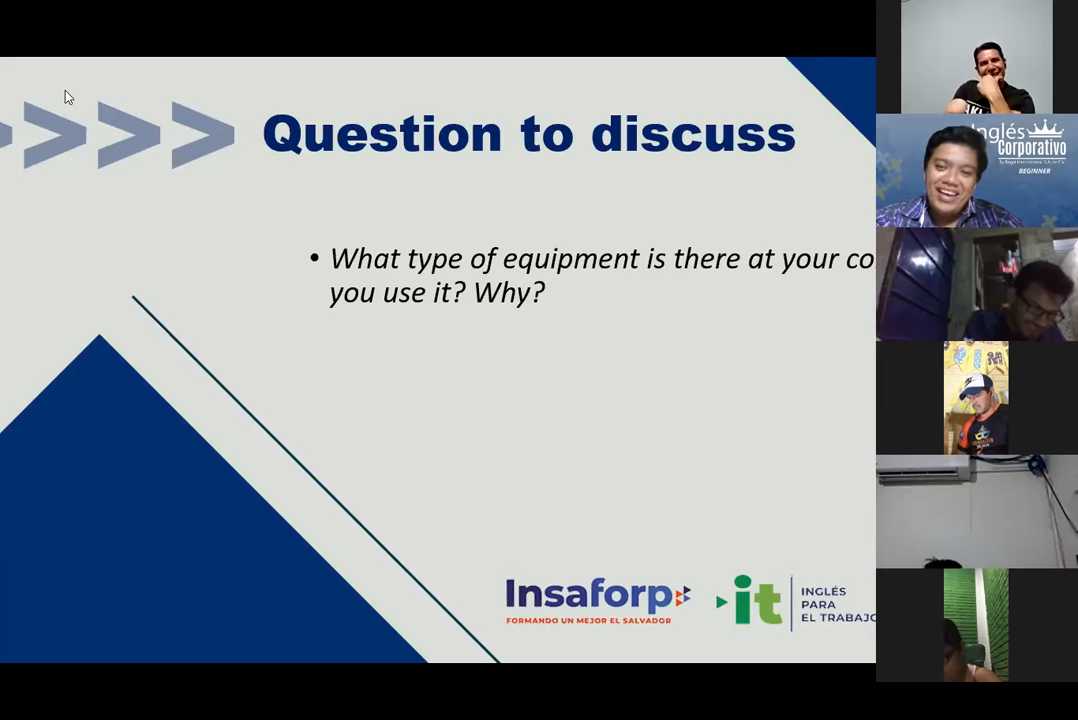 Question to discuss
• What type of equipment is there at your co
you use it? Why?
Insaforp
FORMANDO UN MEJOR EL SALVADOR
it
INGLÉS
PARA
EL TRABAJO
Inglés
Corporativo
BEGINNER